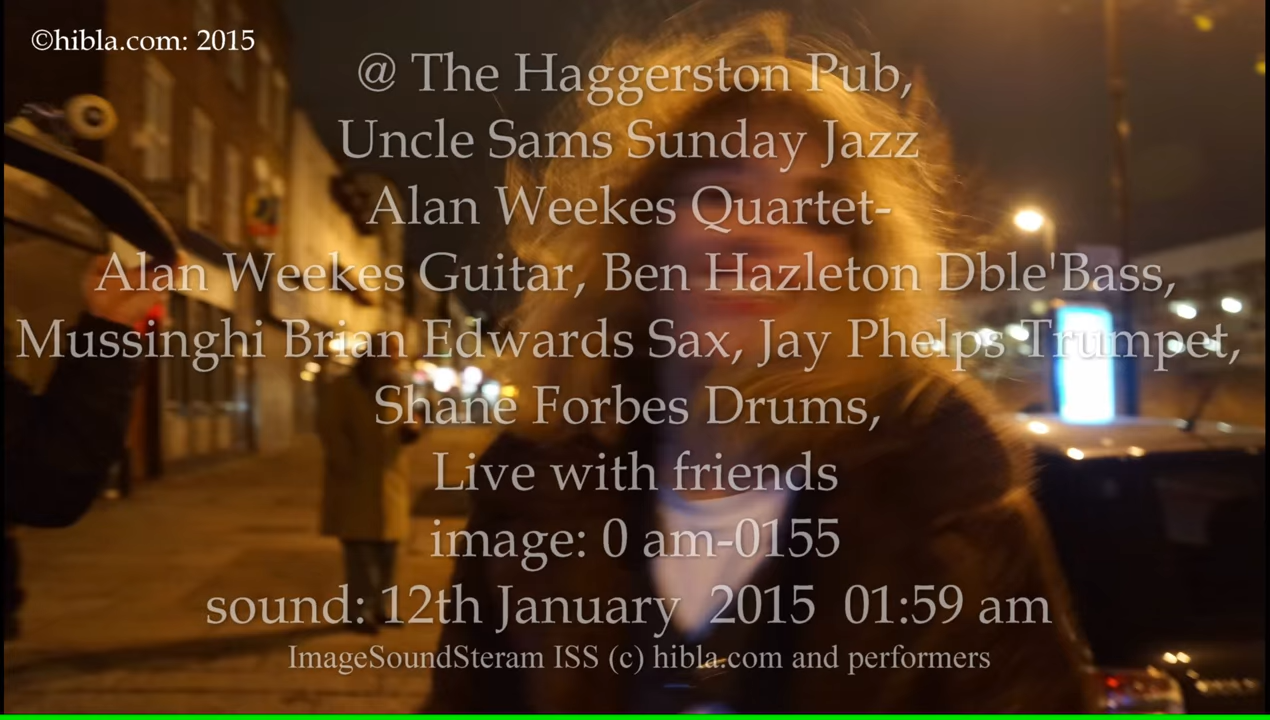 ©hibla.com: 2015
@ The Haggerston Pub,
Uncle Sams Sunday Jazz
Alan Weekes Quartet-
Alan Weekes Guitar, Ben Hazleton Dble'Bass,
Mussinghi Brian Edwards Sax, Jay Phelps Trumpet,
Shane Forbes Drums,
Live with friends
image: 0 am-0155
sound: 12th January  2015  01:59 am
ImageSoundSteram ISS (c) hibla.com and performers